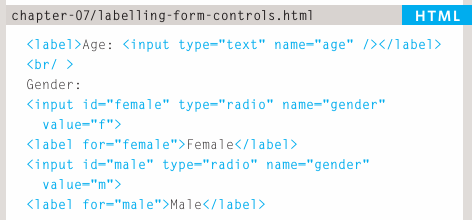 chapter-07/labelling-form-controls.html HTML
<label>Age: <input type="text" name="age" /></label>
<br/ >
Gender:
<input id="female" type="radio" name="gender"
value="f">
<label for="female">Female</label>
<input id="male" type="radio" name="gender"
value="m">
<label for="male">Male</label>